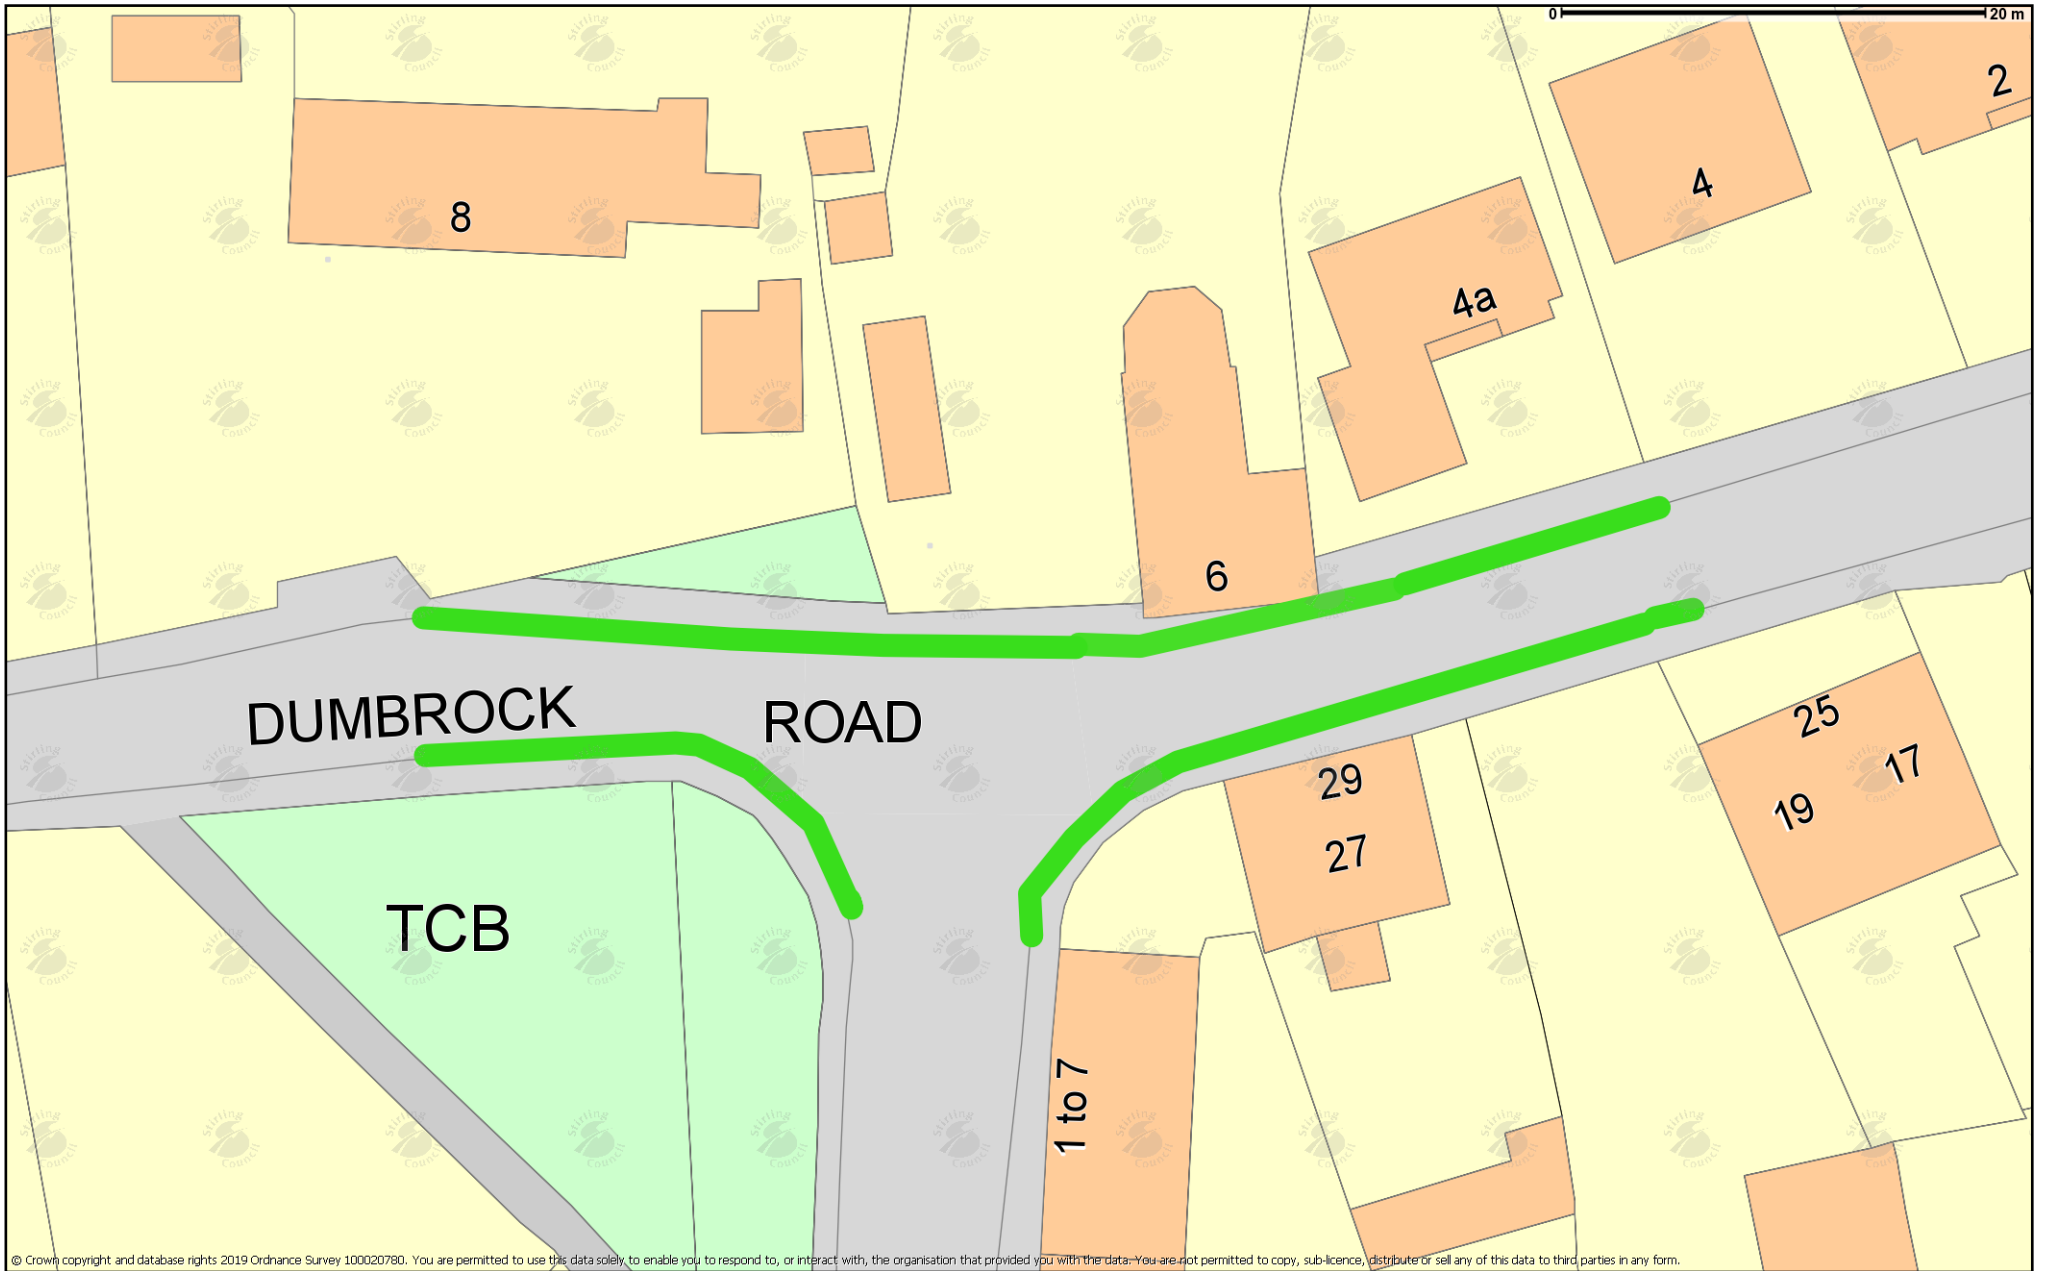 0 20 m
2
4
8
4a
6
DUMBROCK ROAD
25
17
29
19
27
TCB
1 to 7
© Crown copyright and database rights 2019 Ordnance Survey 100020780. You are permitted to use this data solely to enable you to respond to, or interact with, the organisation that provided you with the data. You are not permitted to copy, sub-licence, distribute or sell any of this data to third parties in any form.
Stirling Council